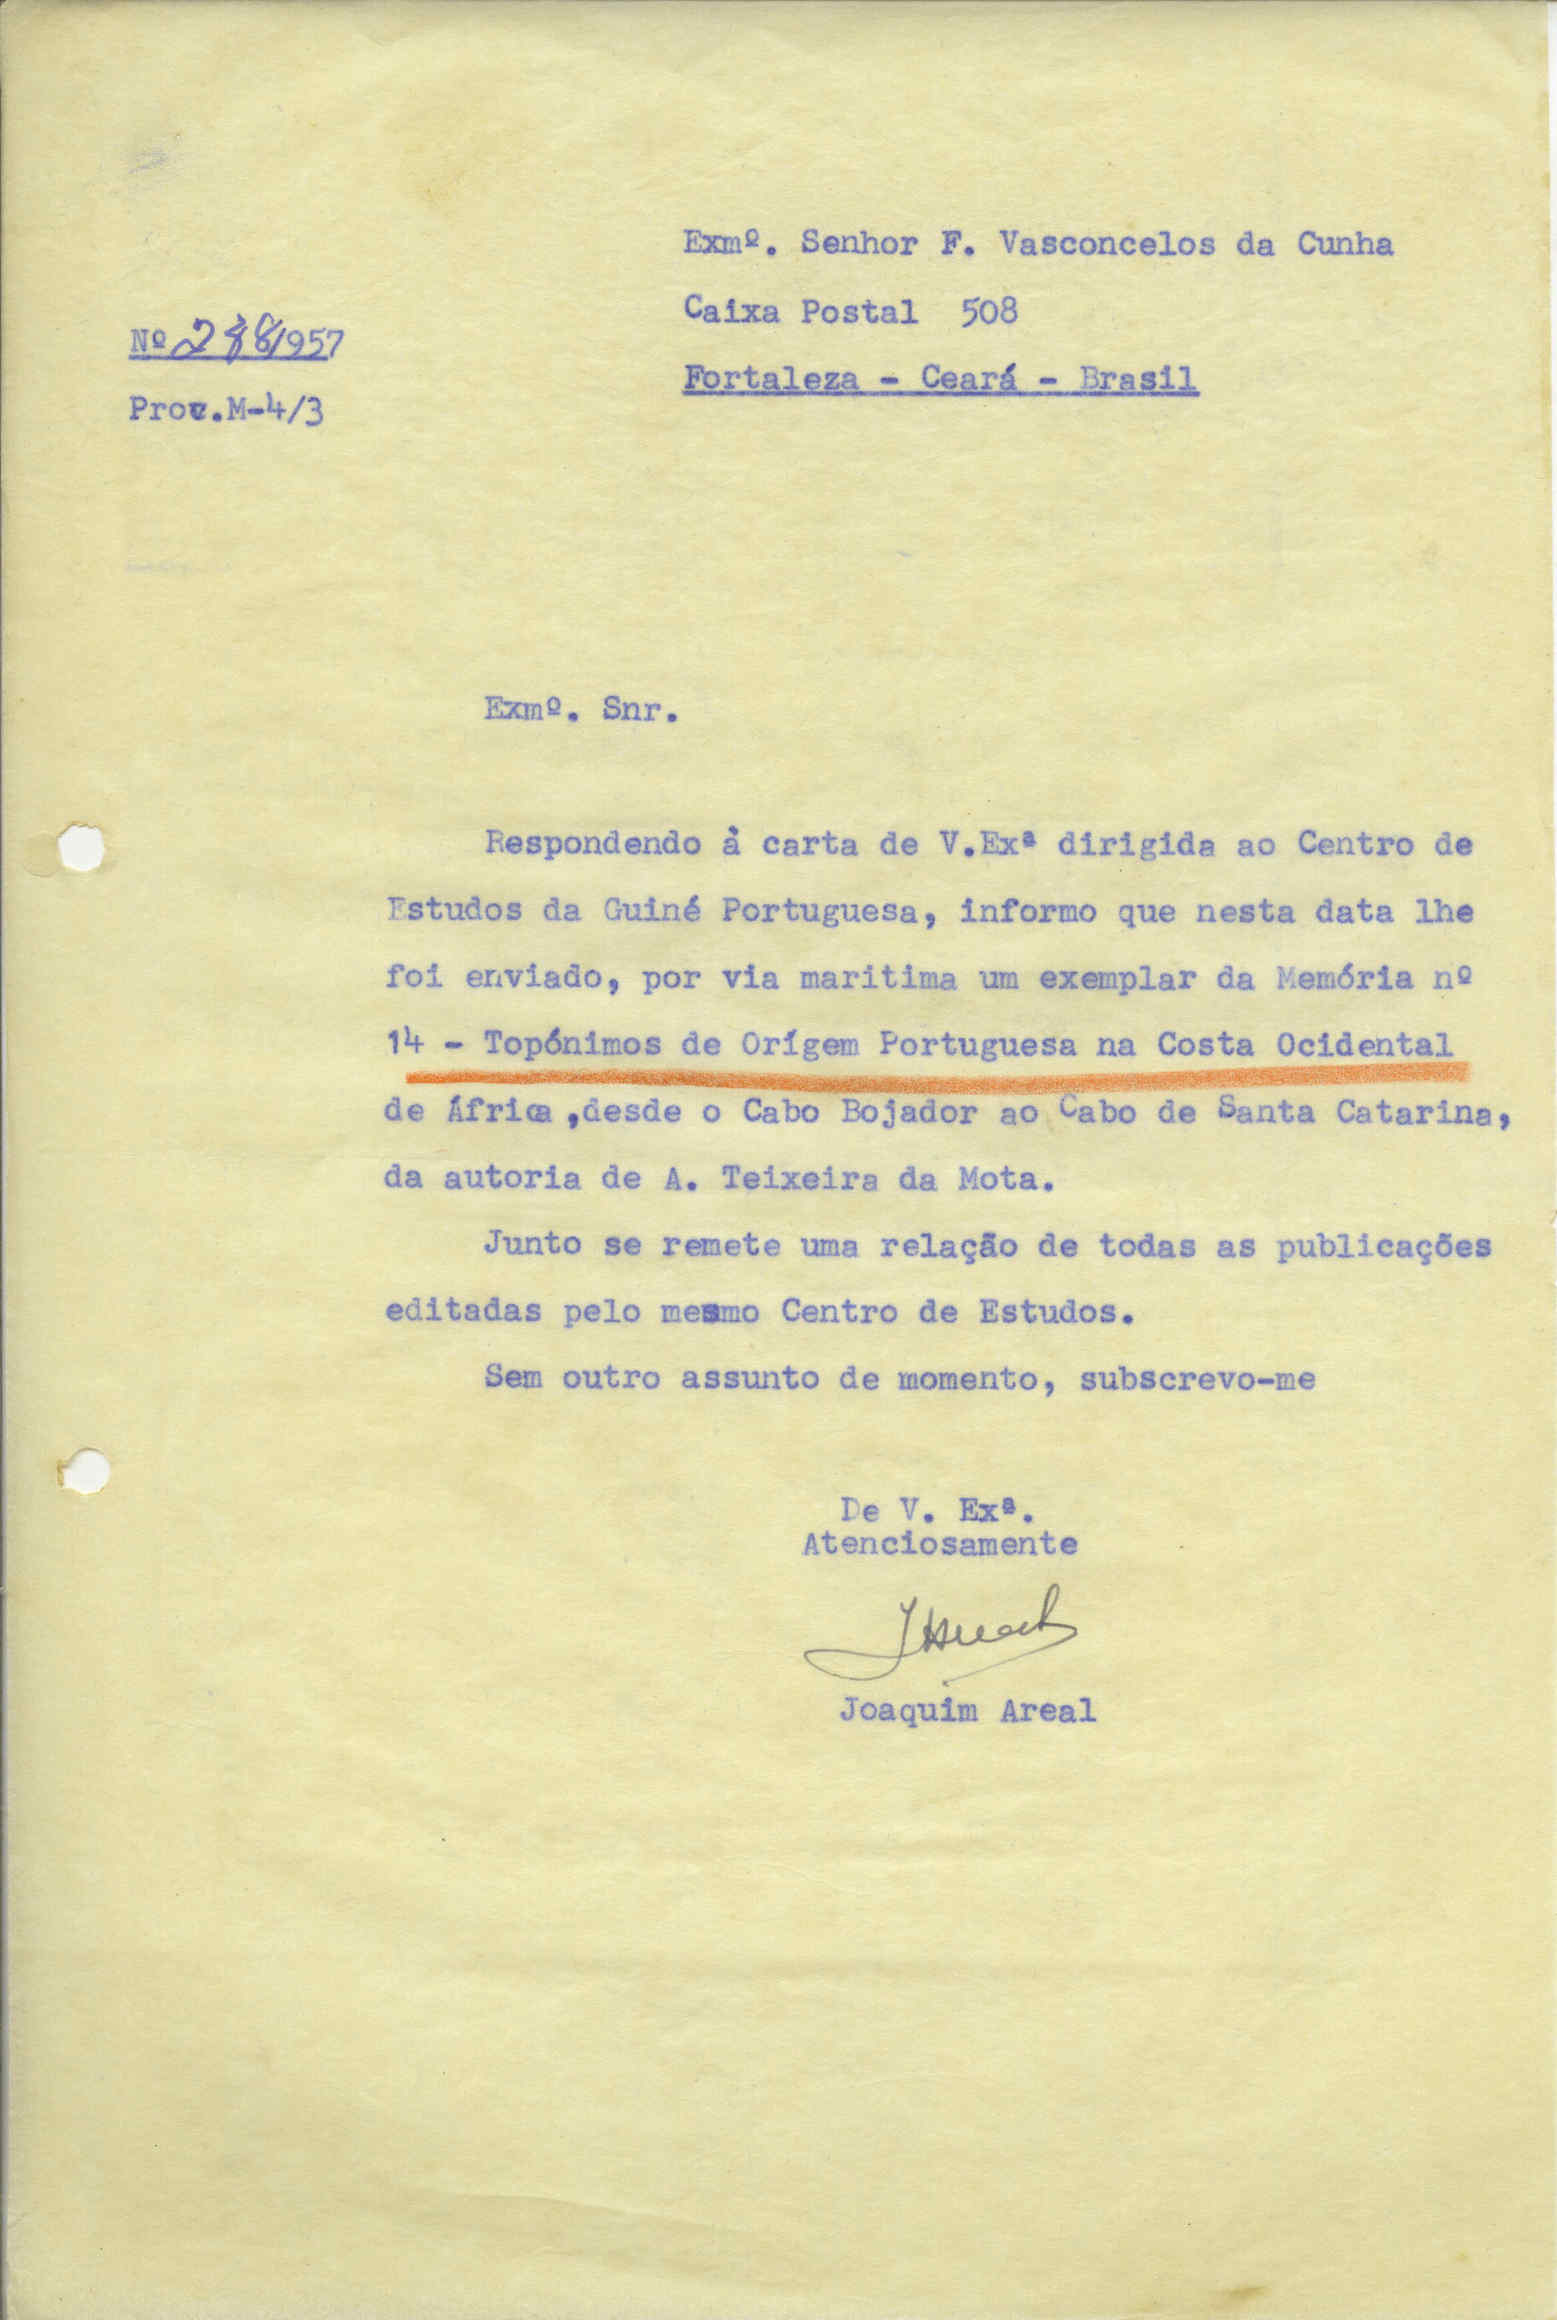 Exmº. Senhor F. Vasconcelos da Cunha
Caixa Postal 508
Fortaleza - Ceará - Brasil
Nº /1957
Proc.M-4/3
Exmº. Snr.
Respondendo à carta de V.Exª dirigida ao Centro de
Estudos da Guiné Portuguesa, informo que nesta data lhe
foi enviado, por via maritima um exemplar da Memória nº
14 - Topónimos de Orígem Portuguesa na Costa Ocidental
de África ,desde o Cabo Bojador ao Cabo de Santa Catarina,
da autoria de A. Teixeira da Mota.
Junto se remete uma relação de todas as publicações
editadas pelo mesmo Centro de Estudos.
Sem outro assunto de momento, subscrevo-me
De V. Exª.
Atenciosamente
Joaquim Areal